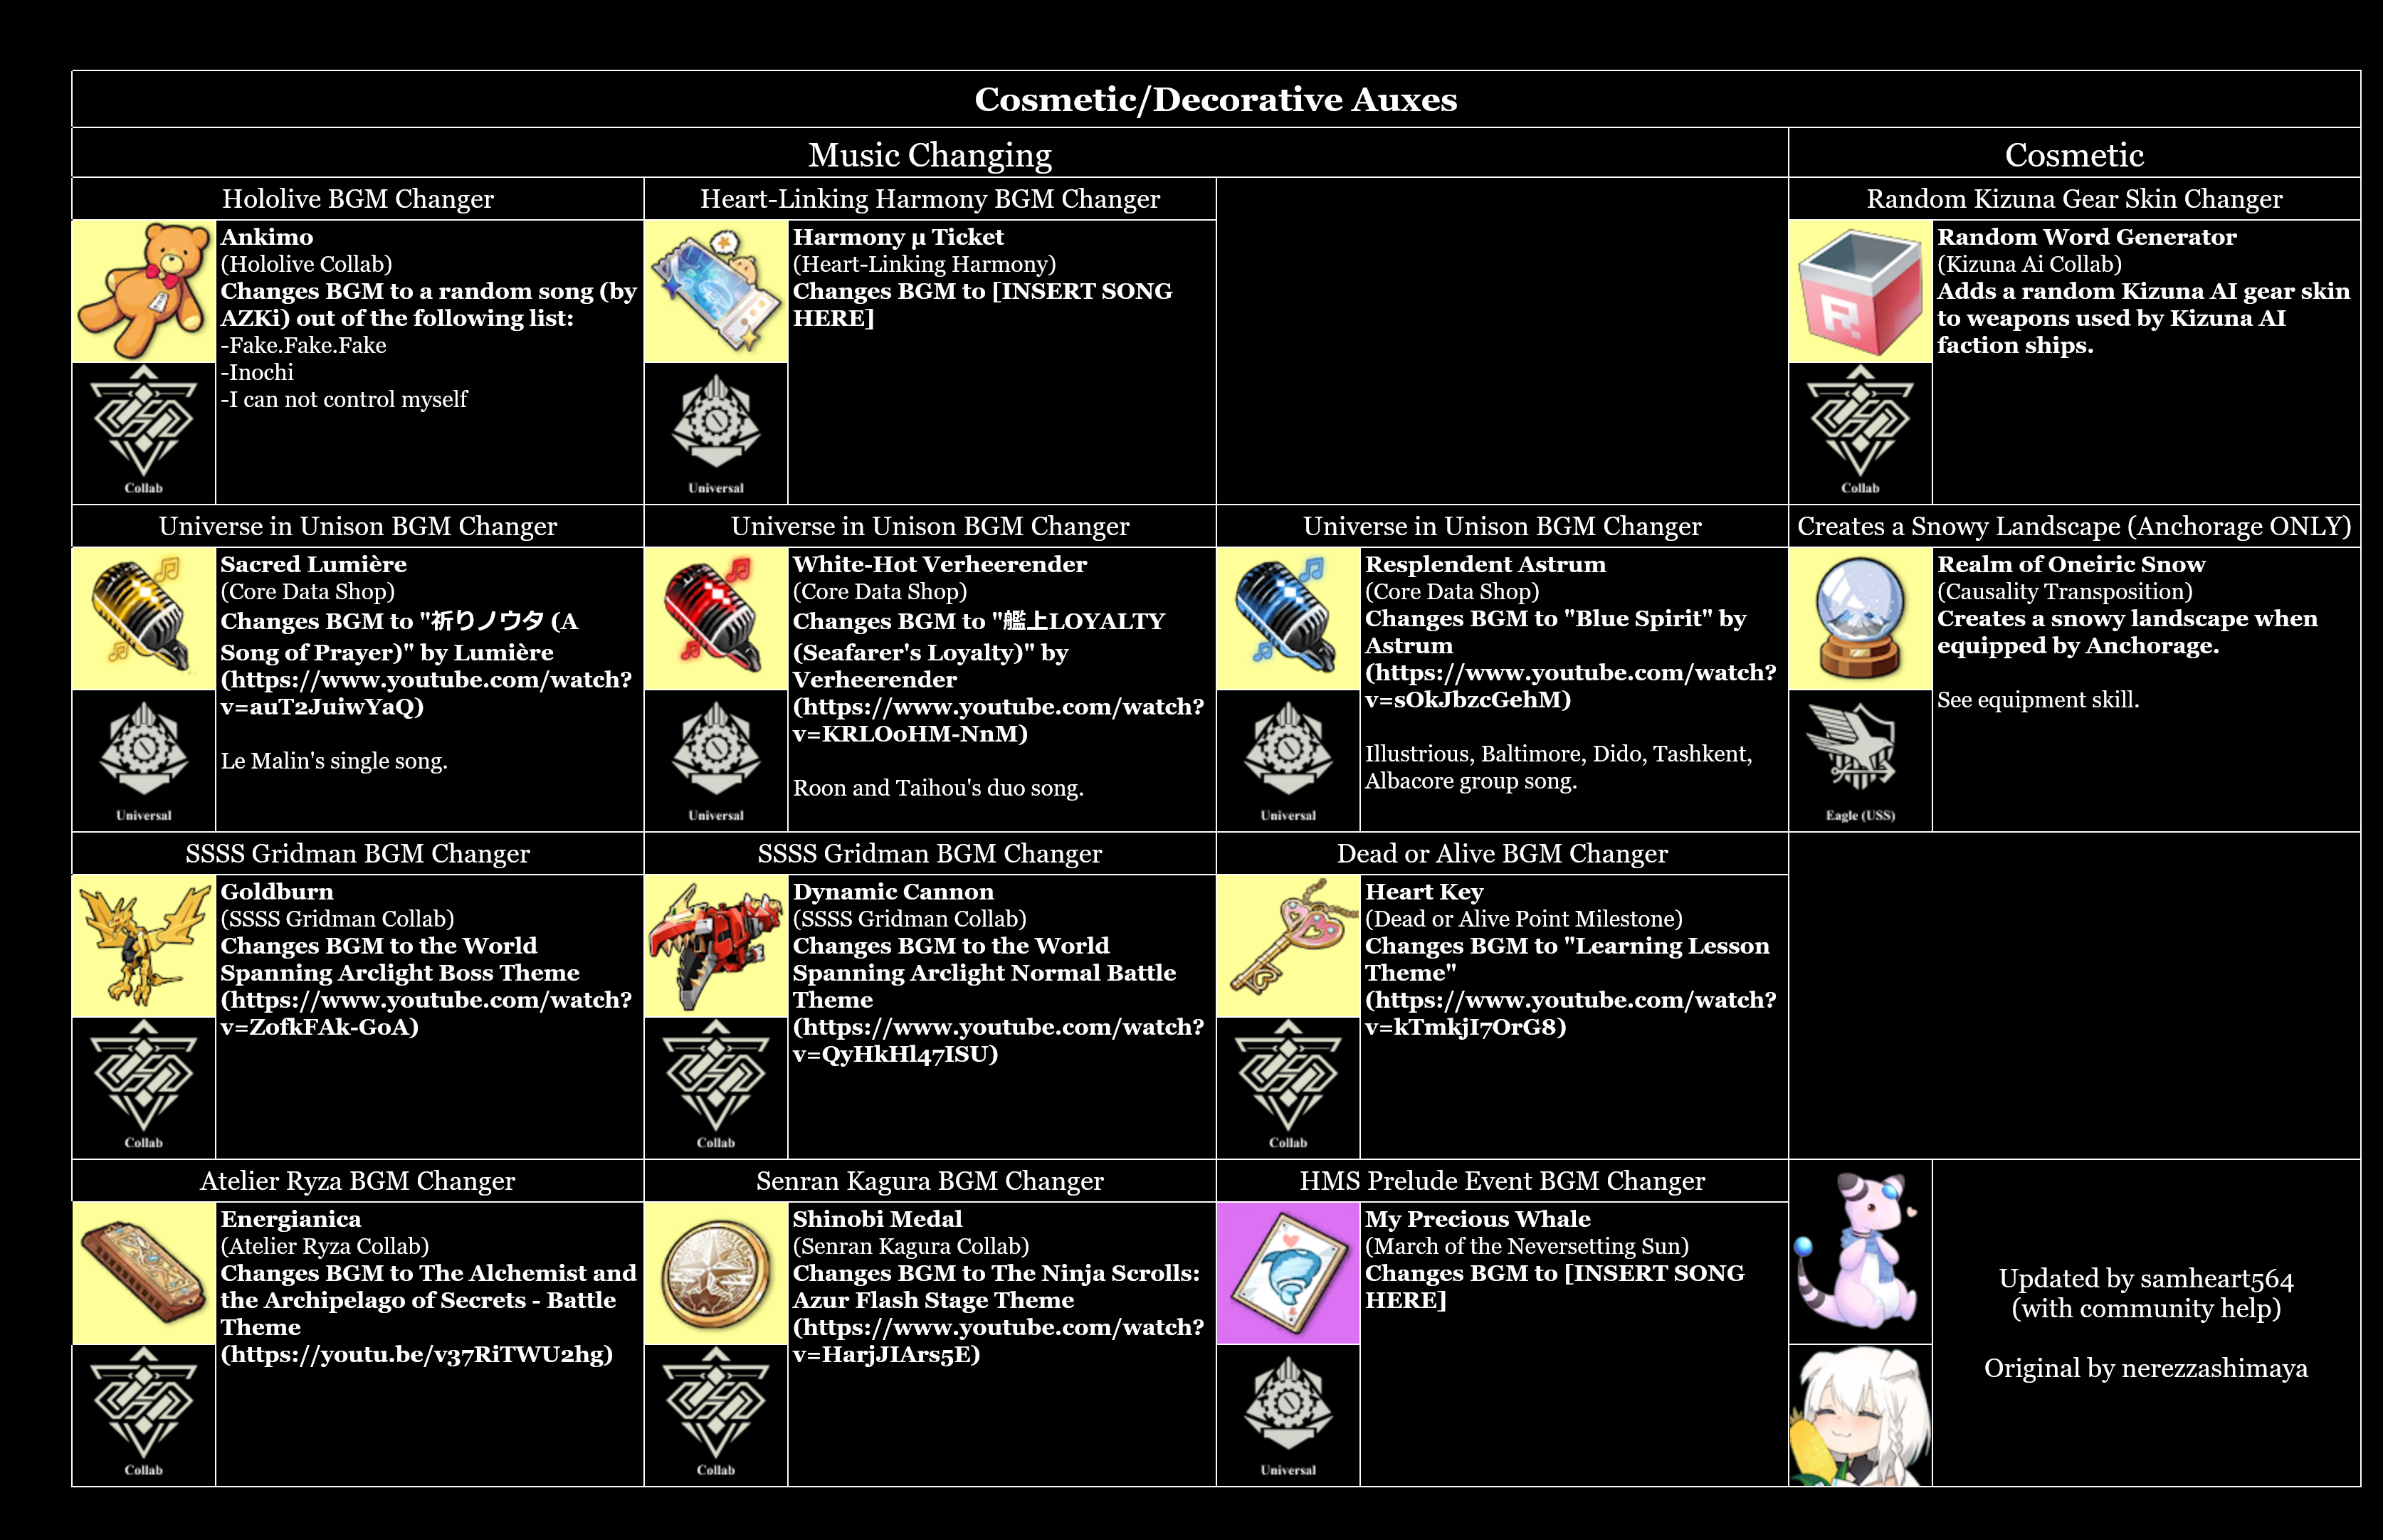 Cosmetic/Decorative Auxes
Music Changing
Cosmetic
Hololive BGM Changer
Ankimo
(Hololive Collab)
Changes BGM to a random song (by
AZKi) out of the following list:
-Fake.Fake.Fake
-Inochi
-I can not control myself
Collab
Heart-Linking Harmony BGM Changer
Harmony μ Ticket
(Heart-Linking Harmony)
Changes BGM to [INSERT SONG
HERE]
Universal
Random Kizuna Gear Skin Changer
R.
Random Word Generator
(Kizuna Ai Collab)
Adds a random Kizuna AI gear skin
to weapons used by Kizuna AI
faction ships.
Collab
Universe in Unison BGM Changer
Sacred Lumière
(Core Data Shop)
Changes BGM to "祈りノウタ (A
Song of Prayer)" by Lumière
(https://www.youtube.com/watch?
v=auT2JuiwYaQ)
Le Malin's single song.
Universal
Universe in Unison BGM Changer
White-Hot Verheerender
(Core Data Shop)
Changes BGM to "艦上LOYALTY
(Seafarer's Loyalty)" by
Verheerender
(https://www.youtube.com/watch?
v=KRLOoHM-NnM)
Roon and Taihou's duo song.
Universal
Universe in Unison BGM Changer
Resplendent Astrum
(Core Data Shop)
Changes BGM to "Blue Spirit" by
Astrum
(https://www.youtube.com/watch?
v=sOkJbzcGehM)
Illustrious, Baltimore, Dido, Tashkent,
Albacore group song.
Universal
Creates a Snowy Landscape (Anchorage ONLY)
Realm of Oneiric Snow
(Causality Transposition)
Creates a snowy landscape when
equipped by Anchorage.
See equipment skill.
Eagle (USS)
SSSS Gridman BGM Changer
Goldburn
(SSSS Gridman Collab)
Changes BGM to the World
Spanning Arclight Boss Theme
(https://www.youtube.com/watch?
v=ZofkFAk-GoA)
Collab
SSSS Gridman BGM Changer
Dynamic Cannon
(SSSS Gridman Collab)
Changes BGM to the World
Spanning Arclight Normal Battle
Theme
(https://www.youtube.com/watch?
v=QyHkHl47ISU)
Collab
Dead or Alive BGM Changer
Heart Key
(Dead or Alive Point Milestone)
Changes BGM to "Learning Lesson
Theme"
(https://www.youtube.com/watch?
v=kTmkjI7OrG8)
Collab
Atelier Ryza BGM Changer
Energianica
(Atelier Ryza Collab)
Changes BGM to The Alchemist and
the Archipelago of Secrets - Battle
Theme
(https://youtu.be/v37RiTWU2hg)
Collab
Senran Kagura BGM Changer
Shinobi Medal
(Senran Kagura Collab)
Changes BGM to The Ninja Scrolls:
Azur Flash Stage Theme
(https://www.youtube.com/watch?
v=HarjJIArs5E)
Collab
HMS Prelude Event BGM Changer
My Precious Whale
(March of the Neversetting Sun)
Changes BGM to [INSERT SONG
HERE]
Universal
Updated by samheart564
(with community help)
Original by nerezzashimaya